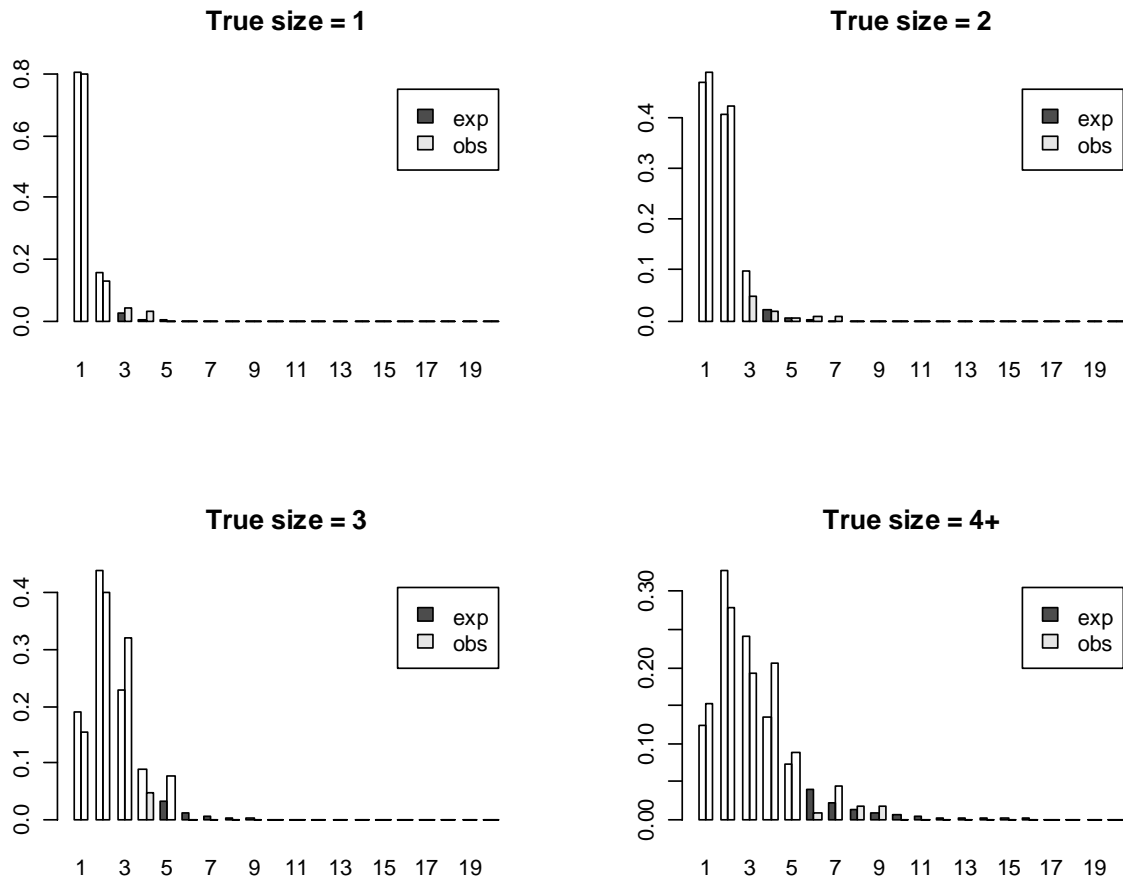 True size = 1
0.0 0.2 0.4 0.6 0.8
exp
obs
1 3 5 7 9 11 13 15 17 19
True size = 2
0.0 0.1 0.2 0.3 0.4
exp
obs
1 3 5 7 9 11 13 15 17 19
True size = 3
0.0 0.1 0.2 0.3 0.4
exp
obs
1 3 5 7 9 11 13 15 17 19
True size = 4+
0.00 0.10 0.20 0.30
exp
obs
1 3 5 7 9 11 13 15 17 19